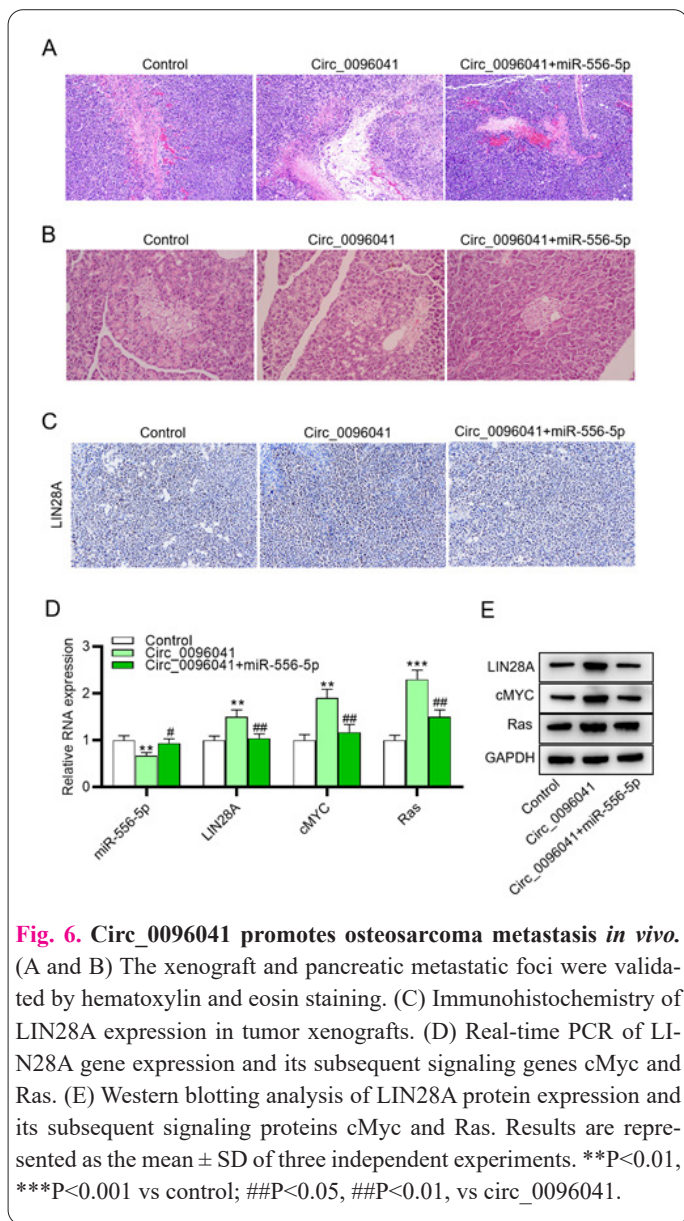 A
Control
Circ_0096041
Circ_0096041+miR-556-5p
B
Control
Circ_0096041
Circ_0096041+miR-556-5p
C
Control
Circ_0096041
Circ_0096041+miR-556-5p
LIN28A
D
Control
Circ_0096041
Circ_0096041+miR-556-5p
Relative RNA expression
3
2
1
0
**
#
**
##
**
##
***
##
miR-556-5p
LIN28A
cMYC
Ras
E
LIN28A
cMYC
Ras
GAPDH
Control
Circ_0096041
Circ_0096041+miR-556-5p
Fig. 6. Circ_0096041 promotes osteosarcoma metastasis in vivo.
(A and B) The xenograft and pancreatic metastatic foci were valida-
ted by hematoxylin and eosin staining. (C) Immunohistochemistry of
LIN28A expression in tumor xenografts. (D) Real-time PCR of LI-
N28A gene expression and its subsequent signaling genes cMyc and
Ras. (E) Western blotting analysis of LIN28A protein expression and
its subsequent signaling proteins cMyc and Ras. Results are repre-
sented as the mean ± SD of three independent experiments. **P<0.01,
***P<0.001 vs control; ##P<0.05, ##P<0.01, vs circ_0096041.